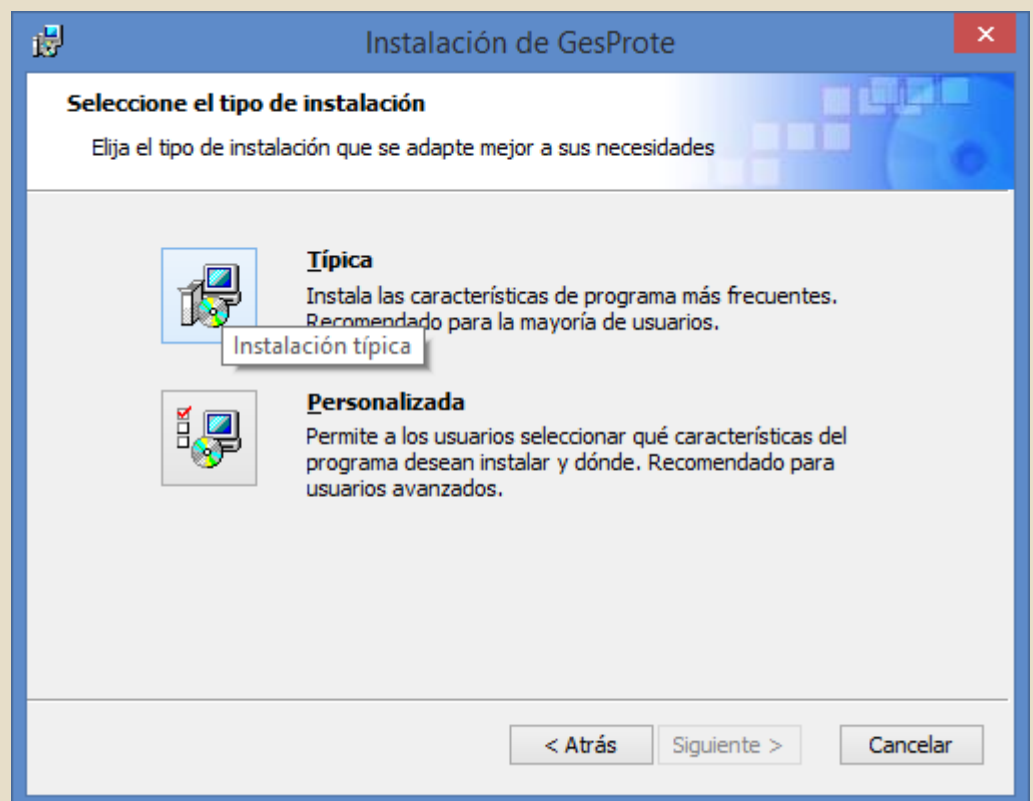 Instalación de GesProte
Seleccione el tipo de instalación
Elija el tipo de instalación que se adapte mejor a sus necesidades
Típica
Instala las características de programa más frecuentes.
Recomendado para la mayoría de usuarios.
Instalación típica
Personalizada
Permite a los usuarios seleccionar qué características del
programa desean instalar y dónde. Recomendado para
usuarios avanzados.
< Atrás
Siguiente >
Cancelar